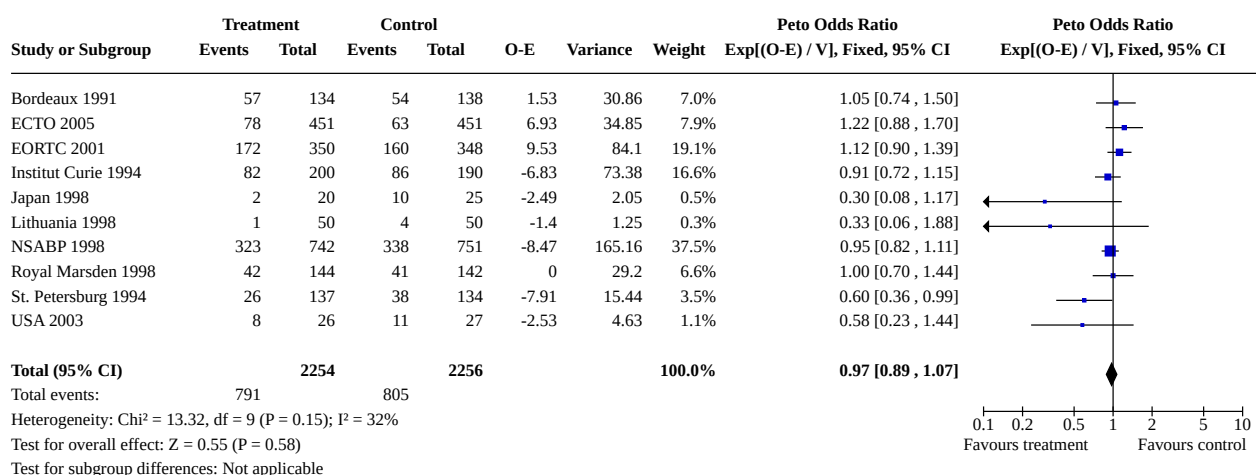 Treatment Control Peto Odds Ratio Peto Odds Ratio
Study or Subgroup Events Total Events Total O-E Variance Weight Exp[(O-E) / V], Fixed, 95% CI Exp[(O-E) / V], Fixed, 95% CI
Bordeaux 1991 57 134 54 138 1.53 30.86 7.0% 1.05 [0.74 , 1.50]
ECTO 2005 78 451 63 451 6.93 34.85 7.9% 1.22 [0.88 , 1.70]
EORTC 2001 172 350 160 348 9.53 84.1 19.1% 1.12 [0.90 , 1.39]
Institut Curie 1994 82 200 86 190 -6.83 73.38 16.6% 0.91 [0.72 , 1.15]
Japan 1998 2 20 10 25 -2.49 2.05 0.5% 0.30 [0.08 , 1.17]
Lithuania 1998 1 50 4 50 -1.4 1.25 0.3% 0.33 [0.06 , 1.88]
NSABP 1998 323 742 338 751 -8.47 165.16 37.5% 0.95 [0.82 , 1.11]
Royal Marsden 1998 42 144 41 142 0 29.2 6.6% 1.00 [0.70 , 1.44]
St. Petersburg 1994 26 137 38 134 -7.91 15.44 3.5% 0.60 [0.36 , 0.99]
USA 2003 8 26 11 27 -2.53 4.63 1.1% 0.58 [0.23 , 1.44]
Total (95% CI) 2254 2256 100.0% 0.97 [0.89 , 1.07]
Total events: 791 805
Heterogeneity: Chi² = 13.32, df = 9 (P = 0.15); I² = 32%
0.1 0.2 0.5 1 2 5 10
Test for overall effect: Z = 0.55 (P = 0.58) Favours treatment Favours control
Test for subgroup differences: Not applicable